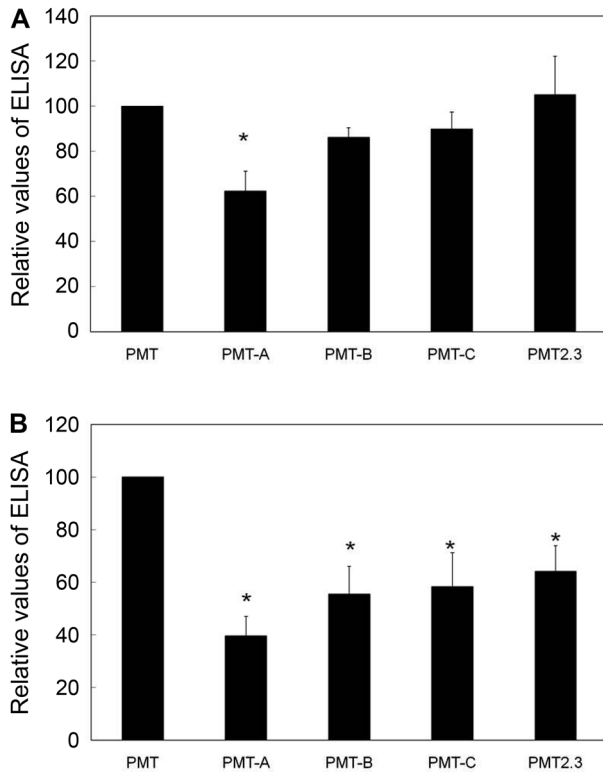 A
Relative values of ELISA
140
120
100
80
60
40
20
0
*
PMT PMT-A PMT-B PMT-C PMT2.3
B
Relative values of ELISA
120
100
80
60
40
20
0
* * * *
PMT PMT-A PMT-B PMT-C PMT2.3